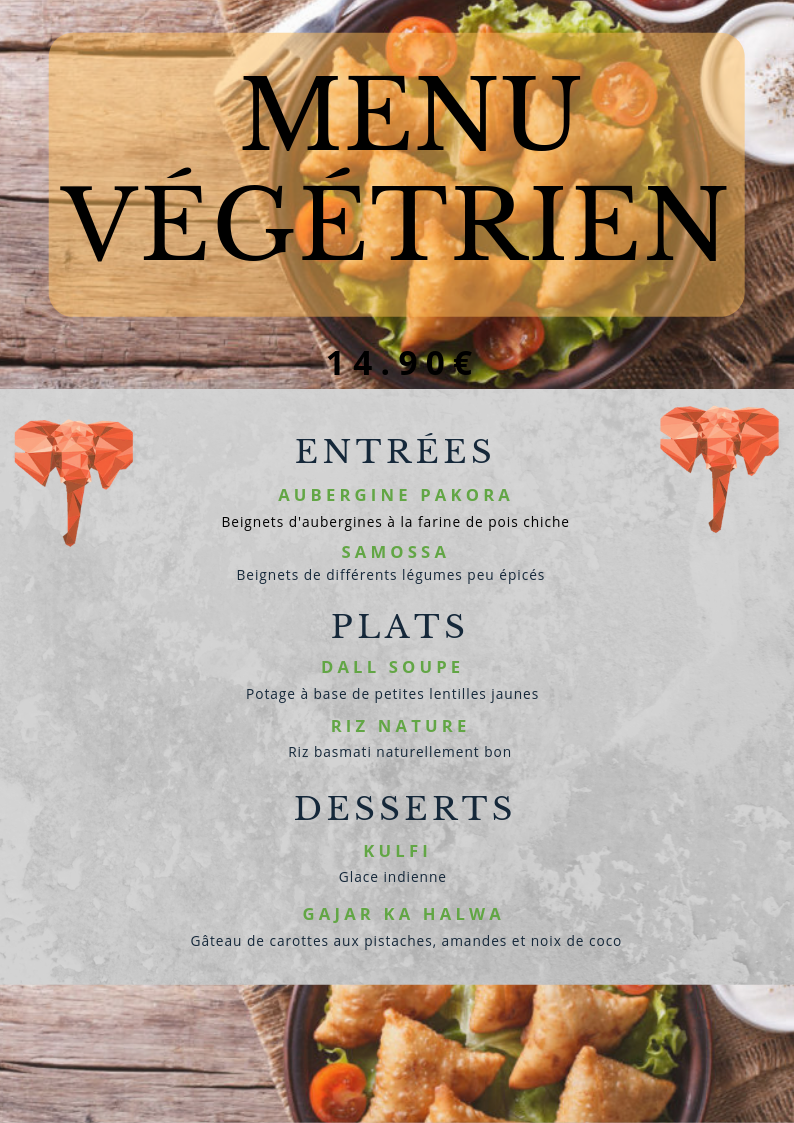 MENU
VÉGÉTRIEN
14.90€
ENTRÉES
AUBERGINE PAKORA
Beignets d'aubergines à la farine de pois chiche
SAMOSSA
Beignets de différents légumes peu épicés
PLATS
DALL SOUPE
Potage à base de petites lentilles jaunes
RIZ NATURE
Riz basmati naturellement bon
DESSERTS
KULFI
Glace indienne
GAJAR KA HALWA
Gâteau de carottes aux pistaches, amandes et noix de coco